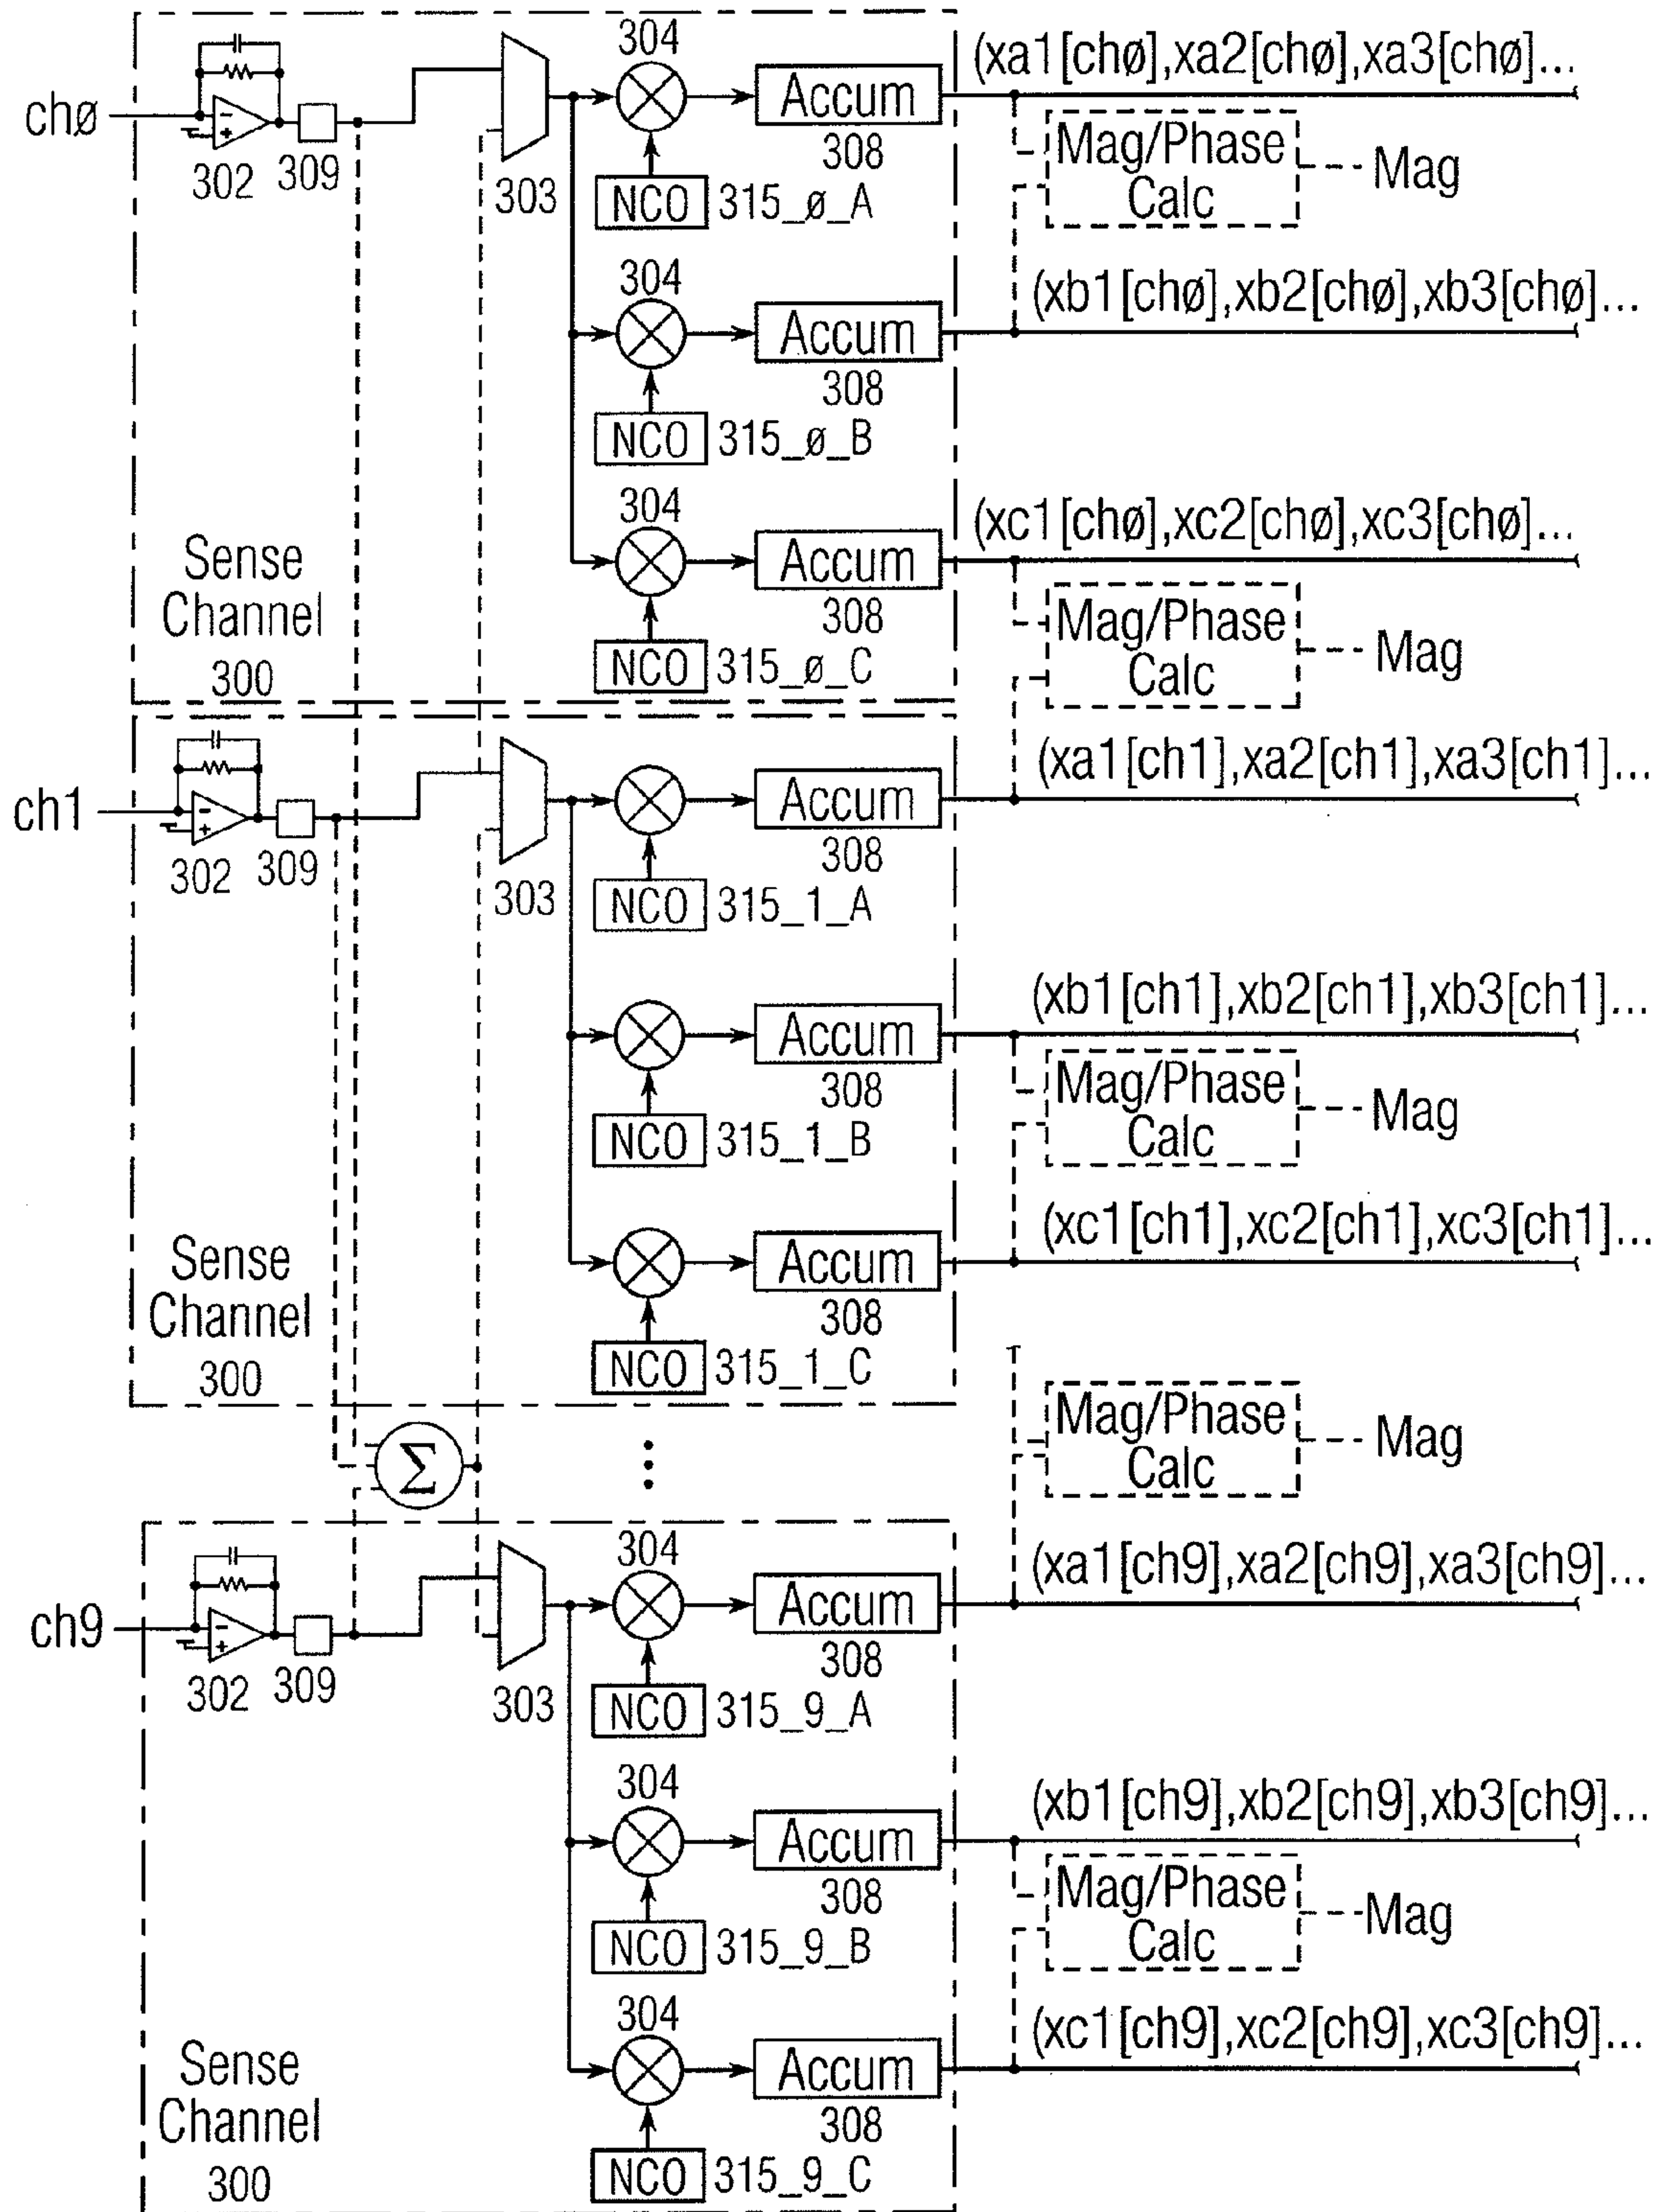 304
(xa1[chø],xa2[chø],xa3[chø]...
chø
Accum
302
309
303
308
Mag/Phase
Calc
Mag
NCO
315_ø_A
304
(xb1[chø],xb2[chø],xb3[chø]...
Accum
308
NCO
315_ø_B
304
(xc1[chø],xc2[chø],xc3[chø]...
Accum
308
Sense
Channel
300
Mag/Phase
Calc
Mag
NCO
315_ø_C
(xa1[ch1],xa2[ch1],xa3[ch1]...
ch1
Accum
302
309
303
308
NCO
315_1_A
(xb1[ch1],xb2[ch1],xb3[ch1]...
Accum
308
Mag/Phase
Calc
Mag
NCO
315_1_B
(xc1[ch1],xc2[ch1],xc3[ch1]...
Accum
308
Sense
Channel
300
NCO
315_1_C
Mag/Phase
Calc
Mag
Σ
304
(xa1[ch9],xa2[ch9],xa3[ch9]...
ch9
Accum
302
309
303
308
NCO
315_9_A
304
(xb1[ch9],xb2[ch9],xb3[ch9]...
Accum
308
Mag/Phase
Calc
Mag
NCO
315_9_B
304
(xc1[ch9],xc2[ch9],xc3[ch9]...
Accum
308
Sense
Channel
300
NCO
315_9_C